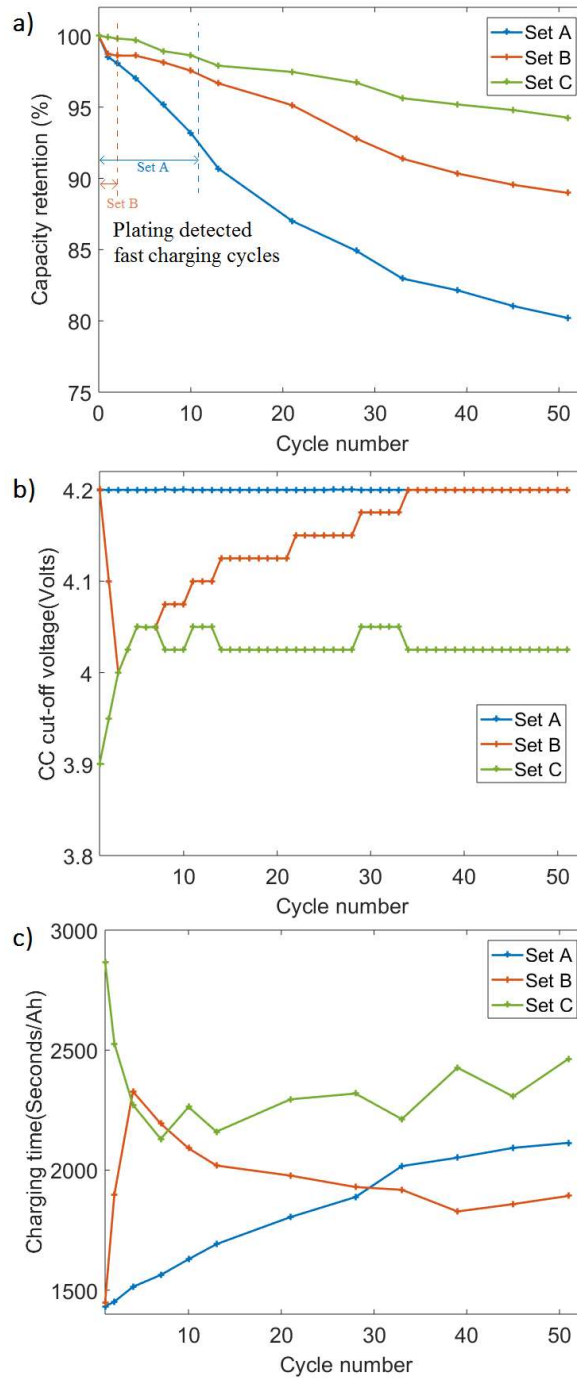 a)
Set A
Set B
Set C
100
95
90
85
80
75
Capacity retention (%)
Set A
Set B
Plating detected
fast charging cycles
0 10 20 30 40 50
Cycle number
b)
4.2
4.1
4
3.9
3.8
CC cut-off voltage(Volts)
Set A
Set B
Set C
10 20 30 40 50
Cycle number
c)
3000
2500
2000
1500
Charging time(Seconds/Ah)
Set A
Set B
Set C
10 20 30 40 50
Cycle number